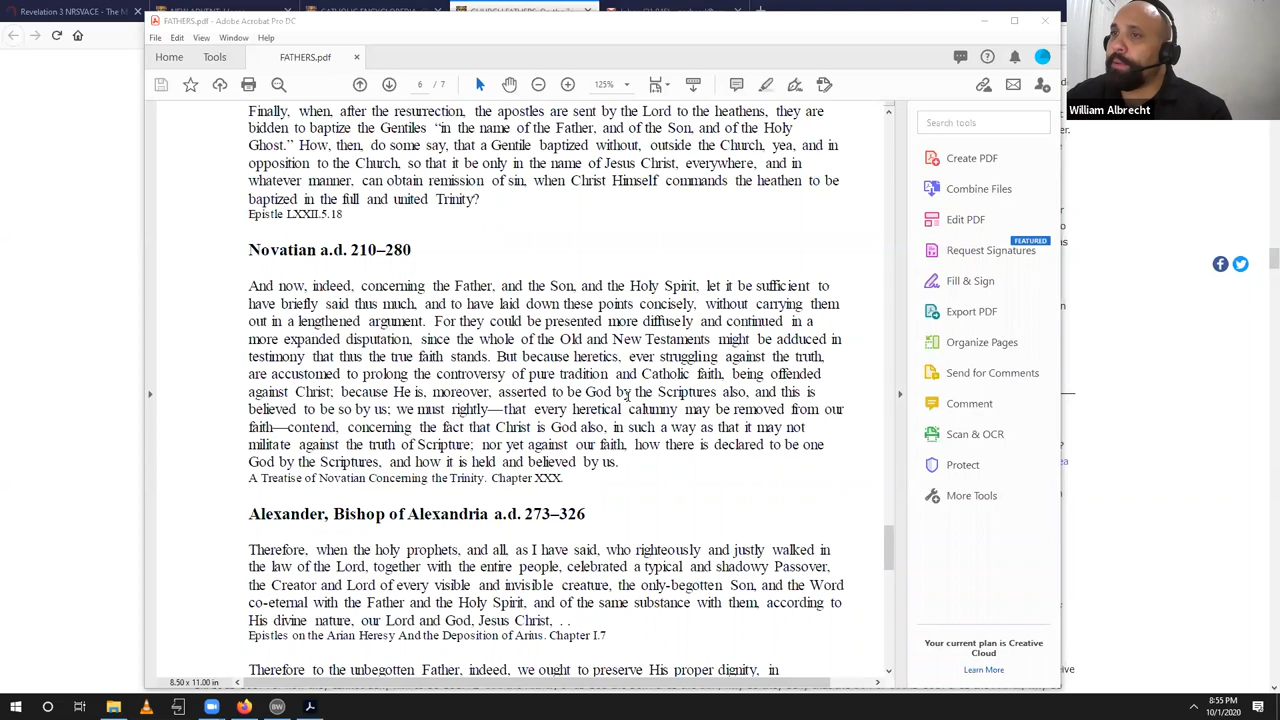 Revelation 3 NRSVACE - The N
FATHERS.pdf - Adobe Acrobat Pro DC
File Edit View Window Help
Home Tools FATHERS.pdf ×
6 / 7 125%
William Albrecht
Finally, when, after the resurrection, the apostles are sent by the Lord to the heathens, they are
bidden to baptize the Gentiles “in the name of the Father, and of the Son, and of the Holy
Ghost.” How, then, do some say, that a Gentile baptized without, outside the Church, yea, and in
opposition to the Church, so that it be only in the name of Jesus Christ, everywhere, and in
whatever manner, can obtain remission of sin, when Christ Himself commands the heathen to be
baptized in the full and united Trinity?
Epistle LXXII.5.18
Novatian a.d. 210–280
And now, indeed, concerning the Father, and the Son, and the Holy Spirit, let it be sufficient to
have briefly said thus much, and to have laid down these points concisely, without carrying them
out in a lengthened argument. For they could be presented more diffusely and continued in a
more expanded disputation, since the whole of the Old and New Testaments might be adduced in
testimony that thus the true faith stands. But because heretics, ever struggling against the truth,
are accustomed to prolong the controversy of pure tradition and Catholic faith, being offended
against Christ; because He is, moreover, asserted to be God by the Scriptures also, and this is
believed to be so by us; we must rightly—that every heretical calumny may be removed from our
faith—contend, concerning the fact that Christ is God also, in such a way as that it may not
militate against the truth of Scripture; nor yet against our faith, how there is declared to be one
God by the Scriptures, and how it is held and believed by us.
A Treatise of Novatian Concerning the Trinity. Chapter XXX.
Alexander, Bishop of Alexandria a.d. 273–326
Therefore, when the holy prophets, and all, as I have said, who righteously and justly walked in
the law of the Lord, together with the entire people, celebrated a typical and shadowy Passover,
the Creator and Lord of every visible and invisible creature, the only-begotten Son, and the Word
co-eternal with the Father and the Holy Spirit, and of the same substance with them, according to
His divine nature, our Lord and God, Jesus Christ, . .
Epistles on the Arian Heresy And the Deposition of Arius. Chapter I.7
Therefore to the unbegotten Father, indeed, we ought to preserve His proper dignity, in
8.50 x 11.00 in
Search tools
Create PDF
Combine Files
Edit PDF
FEATURED
Request Signatures
Fill & Sign
Export PDF
Organize Pages
Send for Comments
Comment
Scan & OCR
Protect
More Tools
Your current plan is Creative
Cloud
Learn More
8:55 PM
10/1/2020